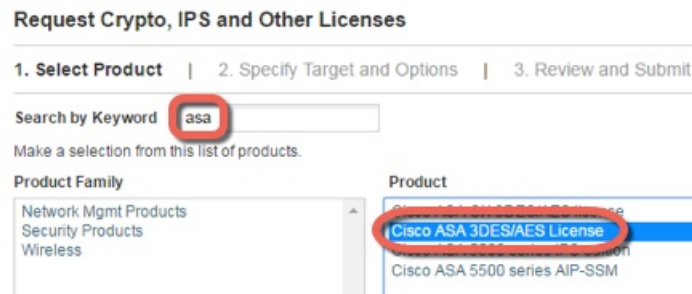 Request Crypto, IPS and Other Licenses
1. Select Product | 2. Specify Target and Options | 3. Review and Submit
Search by Keyword asa
Make a selection from this list of products.
Product Family Product
Network Mgmt Products
Security Products Cisco ASA 3DES/AES License
Wireless
Cisco ASA 5500 series AIP-SSM